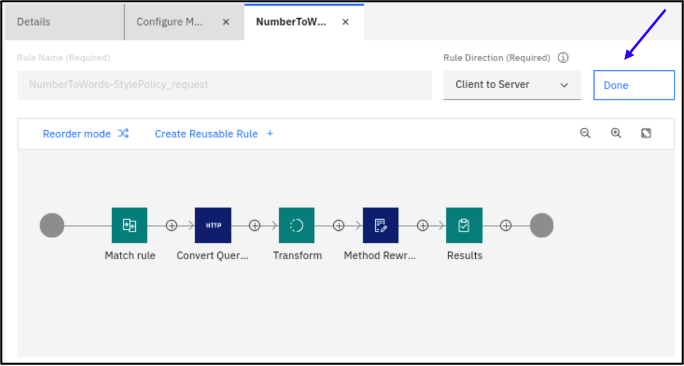 Details
Configure M...
NumberToW...
Rule Name (Required)
Rule Direction (Required)
NumberToWords-StylePolicy_request
Client to Server
Done
Reorder mode
Create Reusable Rule +
HTTP
Match rule
Convert Quer...
Transform
Method Rewr...
Results